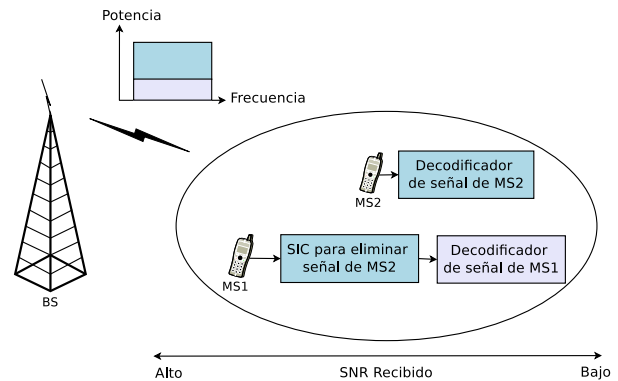 Potencia
Frecuencia
Decodificador
de señal de MS2
MS2
SIC para eliminar
señal de MS2
Decodificador
de señal de MS1
MS1
BS
Alto
SNR Recibido
Bajo